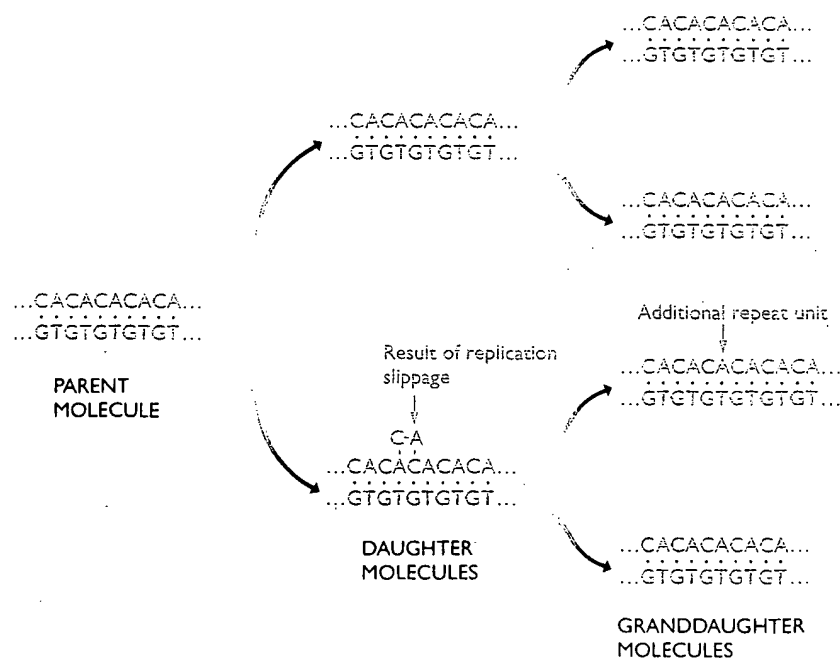 ...CACACACACA...
...GTGTGTGTGT...
...CACACACACA...
...GTGTGTGTGT...
...CACACACACA...
...GTGTGTGTGT...
...CACACACACA...
...GTGTGTGTGT...
PARENT
MOLECULE
Result of replication
slippage
C-A
...CACACACACA...
...GTGTGTGTGT...
DAUGHTER
MOLECULES
Additional repeat unit
...CACACACACACA...
...GTGTGTGTGTGT...
...CACACACACA...
...GTGTGTGTGT...
GRANDDAUGHTER
MOLECULES